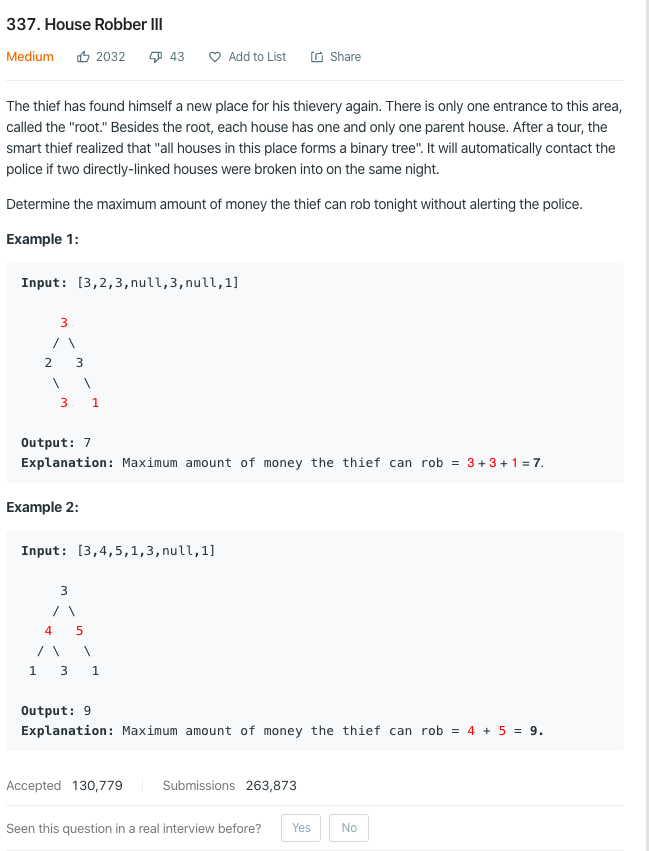 337. House Robber III
Medium 2032 43 Add to List Share
The thief has found himself a new place for his thievery again. There is only one entrance to this area,
called the "root." Besides the root, each house has one and only one parent house. After a tour, the
smart thief realized that "all houses in this place forms a binary tree". It will automatically contact the
police if two directly-linked houses were broken into on the same night.
Determine the maximum amount of money the thief can rob tonight without alerting the police.
Example 1:
Input: [3,2,3,null,3,null,1]
3
/ \
2 3
\ \
3 1
Output: 7
Explanation: Maximum amount of money the thief can rob = 3 + 3 + 1 = 7.
Example 2:
Input: [3,4,5,1,3,null,1]
3
/ \
4 5
/ \ \
1 3 1
Output: 9
Explanation: Maximum amount of money the thief can rob = 4 + 5 = 9.
Accepted 130,779 Submissions 263,873
Seen this question in a real interview before? Yes No